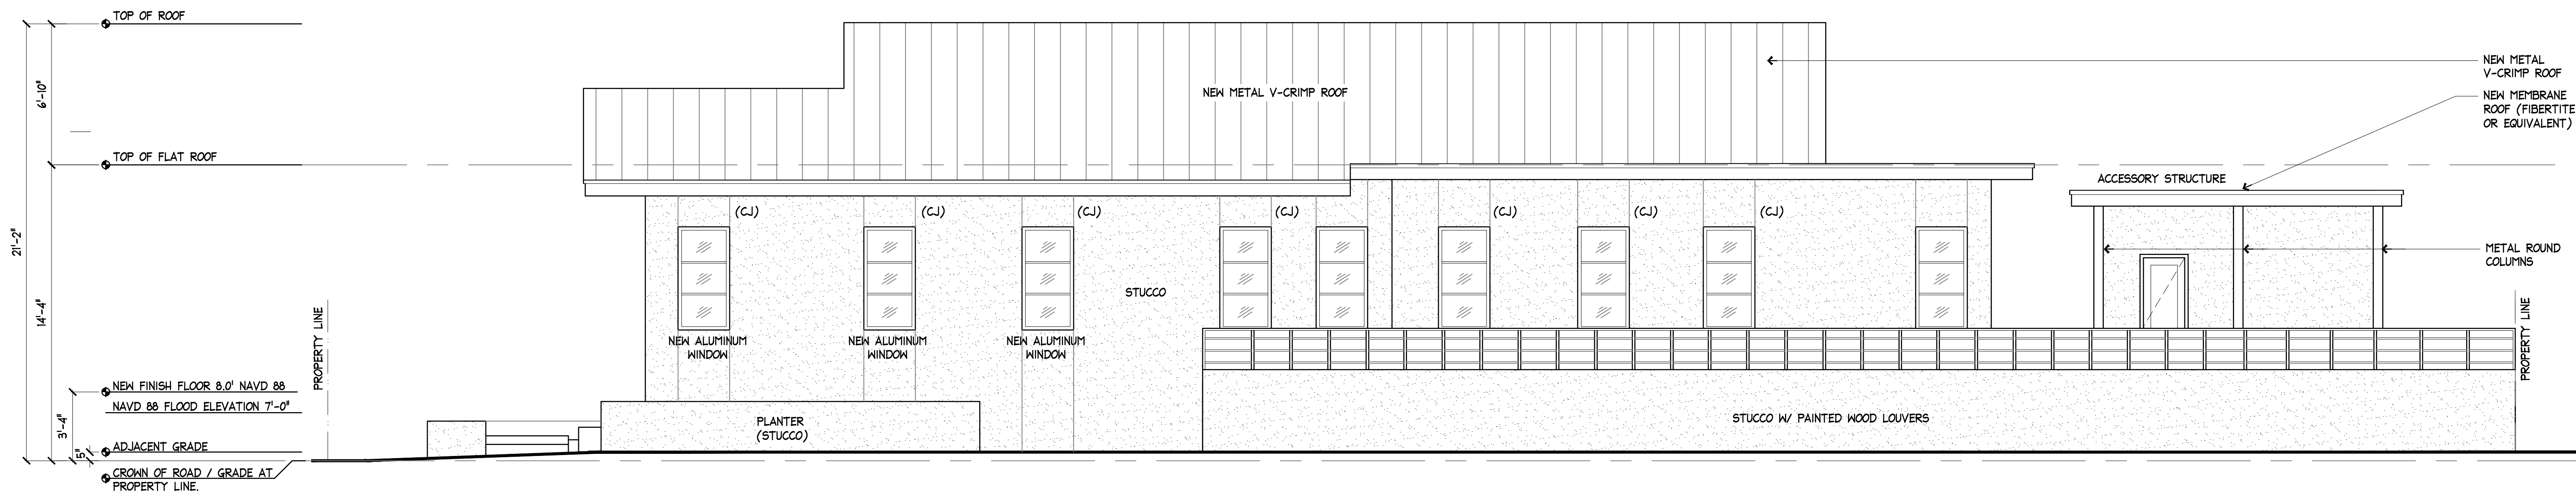 TOP OF ROOF
6'-10"
TOP OF FLAT ROOF
21'-2"
14'-4"
NEW FINISH FLOOR 8.0' NAVD 88
NAVD 88 FLOOD ELEVATION 7'-0"
3'-4"
ADJACENT GRADE
5"
CROWN OF ROAD / GRADE AT
PROPERTY LINE.
PROPERTY LINE
NEW METAL V-CRIMP ROOF
(CJ)
(CJ)
(CJ)
(CJ)
(CJ)
(CJ)
(CJ)
STUCCO
NEW ALUMINUM
WINDOW
NEW ALUMINUM
WINDOW
NEW ALUMINUM
WINDOW
PLANTER
(STUCCO)
STUCCO W/ PAINTED WOOD LOUVERS
ACCESSORY STRUCTURE
NEW METAL
V-CRIMP ROOF
NEW MEMBRANE
ROOF (FIBERTITE
OR EQUIVALENT)
METAL ROUND
COLUMNS
PROPERTY LINE